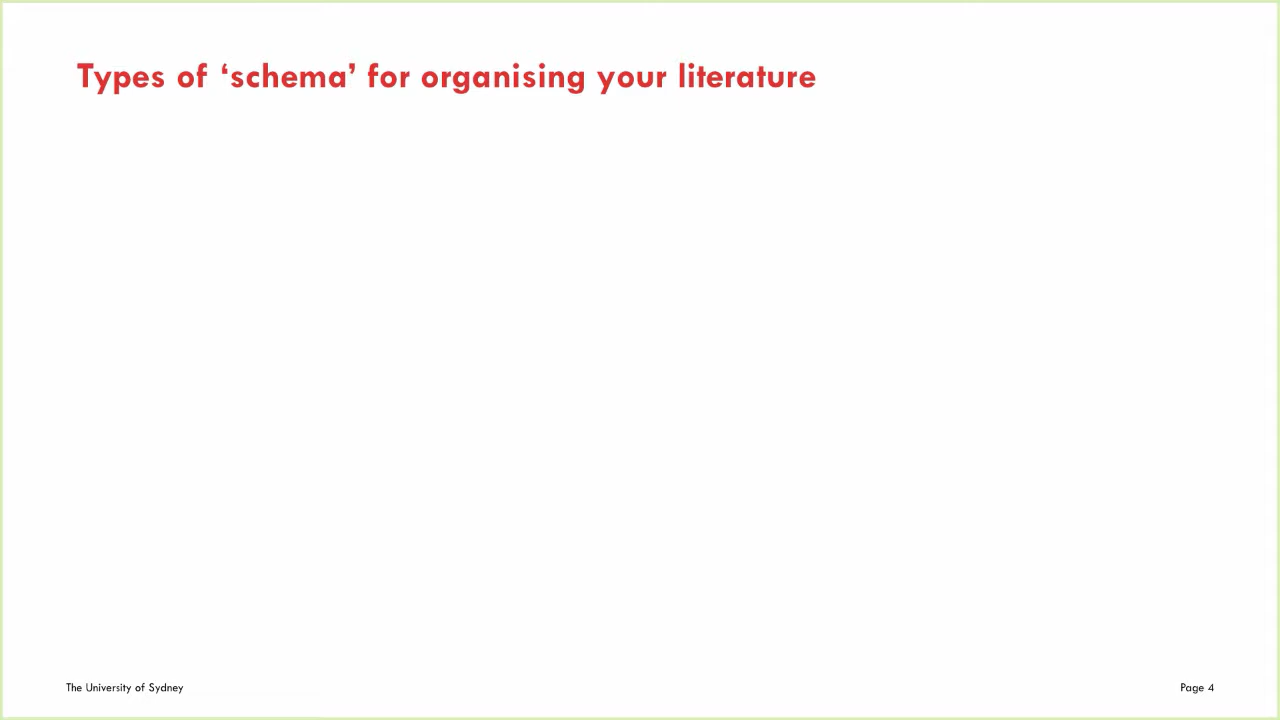 Types of ‘schema’ for organising your literature
The University of Sydney
Page 4